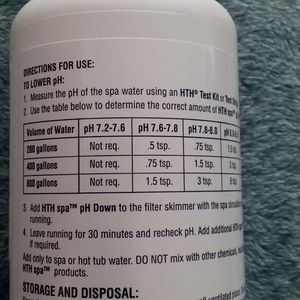 DIRECTIONS FOR USE:
TO LOWER pH:
1. Measure the pH of the spa water using an HTH® Test Kit or Test
2. Use the table below to determine the correct amount of HTH spa™
Volume of Water pH 7.2-7.6 pH 7.6-7.8 pH 7.8-8.0
200 gallons Not req. .5 tsp. .75 tsp. 1.5
400 gallons Not req. .75 tsp. 1.5 tsp. 3
800 gallons Not req. 1.5 tsp. 3 tsp.
3. Add HTH spa™ pH Down to the filter skimmer with the spa
running.
4. Leave running for 30 minutes and recheck pH. Add additional HTH
if required.
Add only to spa or hot tub water. DO NOT mix with other chemicals,
HTH spa™ products.
STORAGE AND DISPOSAL: